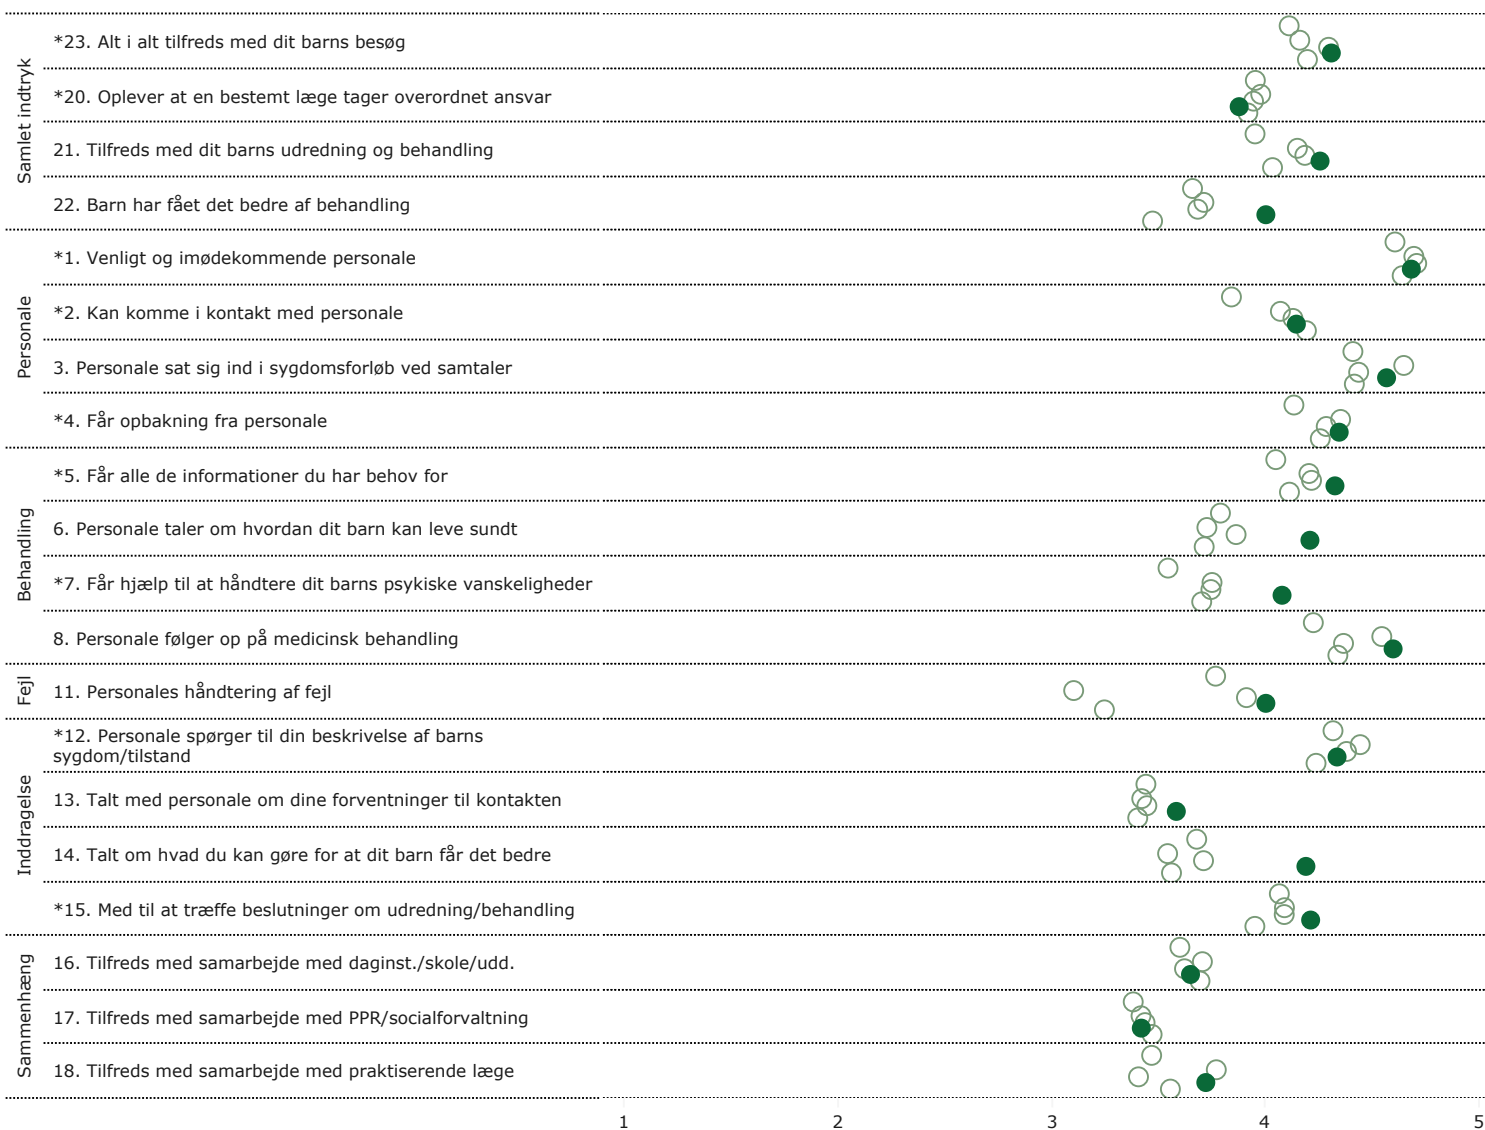 Samlet indtryk
*23. Alt i alt tilfreds med dit barns besøg
*20. Oplever at en bestemt læge tager overordnet ansvar
21. Tilfreds med dit barns udredning og behandling
22. Barn har fået det bedre af behandling
Personale
*1. Venligt og imødekommende personale
*2. Kan komme i kontakt med personale
3. Personale sat sig ind i sygdomsforløb ved samtaler
*4. Får opbakning fra personale
Behandling
*5. Får alle de informationer du har behov for
6. Personale taler om hvordan dit barn kan leve sundt
*7. Får hjælp til at håndtere dit barns psykiske vanskeligheder
8. Personale følger op på medicinsk behandling
Fejl
11. Personales håndtering af fejl
Inddragelse
*12. Personale spørger til din beskrivelse af barns
sygdom/tilstand
13. Talt med personale om dine forventninger til kontakten
14. Talt om hvad du kan gøre for at dit barn får det bedre
*15. Med til at træffe beslutninger om udredning/behandling
Sammenhæng
16. Tilfreds med samarbejde med daginst./skole/udd.
17. Tilfreds med samarbejde med PPR/socialforvaltning
18. Tilfreds med samarbejde med praktiserende læge
1 2 3 4 5